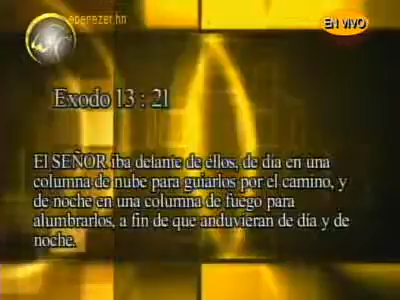 ebenezer.hn
EN VIVO
Exodo 13 : 21
El SEÑOR iba delante de ellos, de día en una
columna de nube para guiarlos por el camino, y
de noche en una columna de fuego para
alumbrarlos, a fin de que anduvieran de día y de
noche.